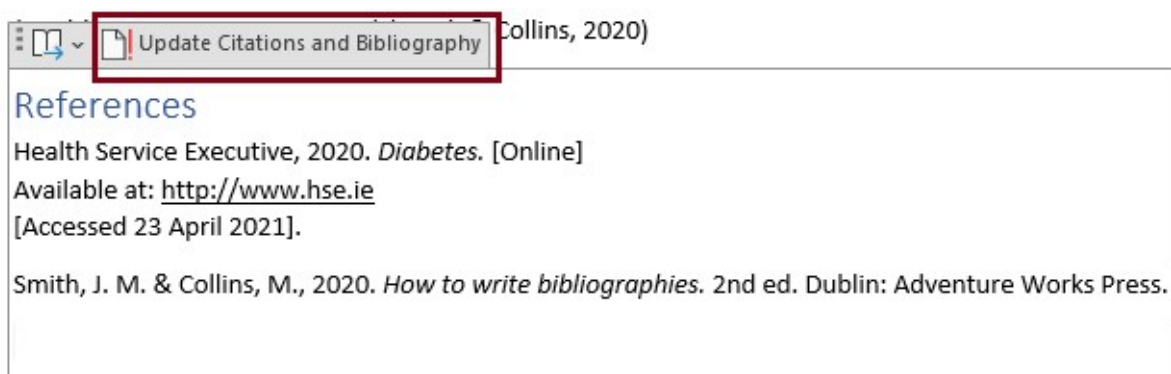 Collins, 2020)
Update Citations and Bibliography
References
Health Service Executive, 2020. Diabetes. [Online]
Available at: http://www.hse.ie
[Accessed 23 April 2021].
Smith, J. M. & Collins, M., 2020. How to write bibliographies. 2nd ed. Dublin: Adventure Works Press.